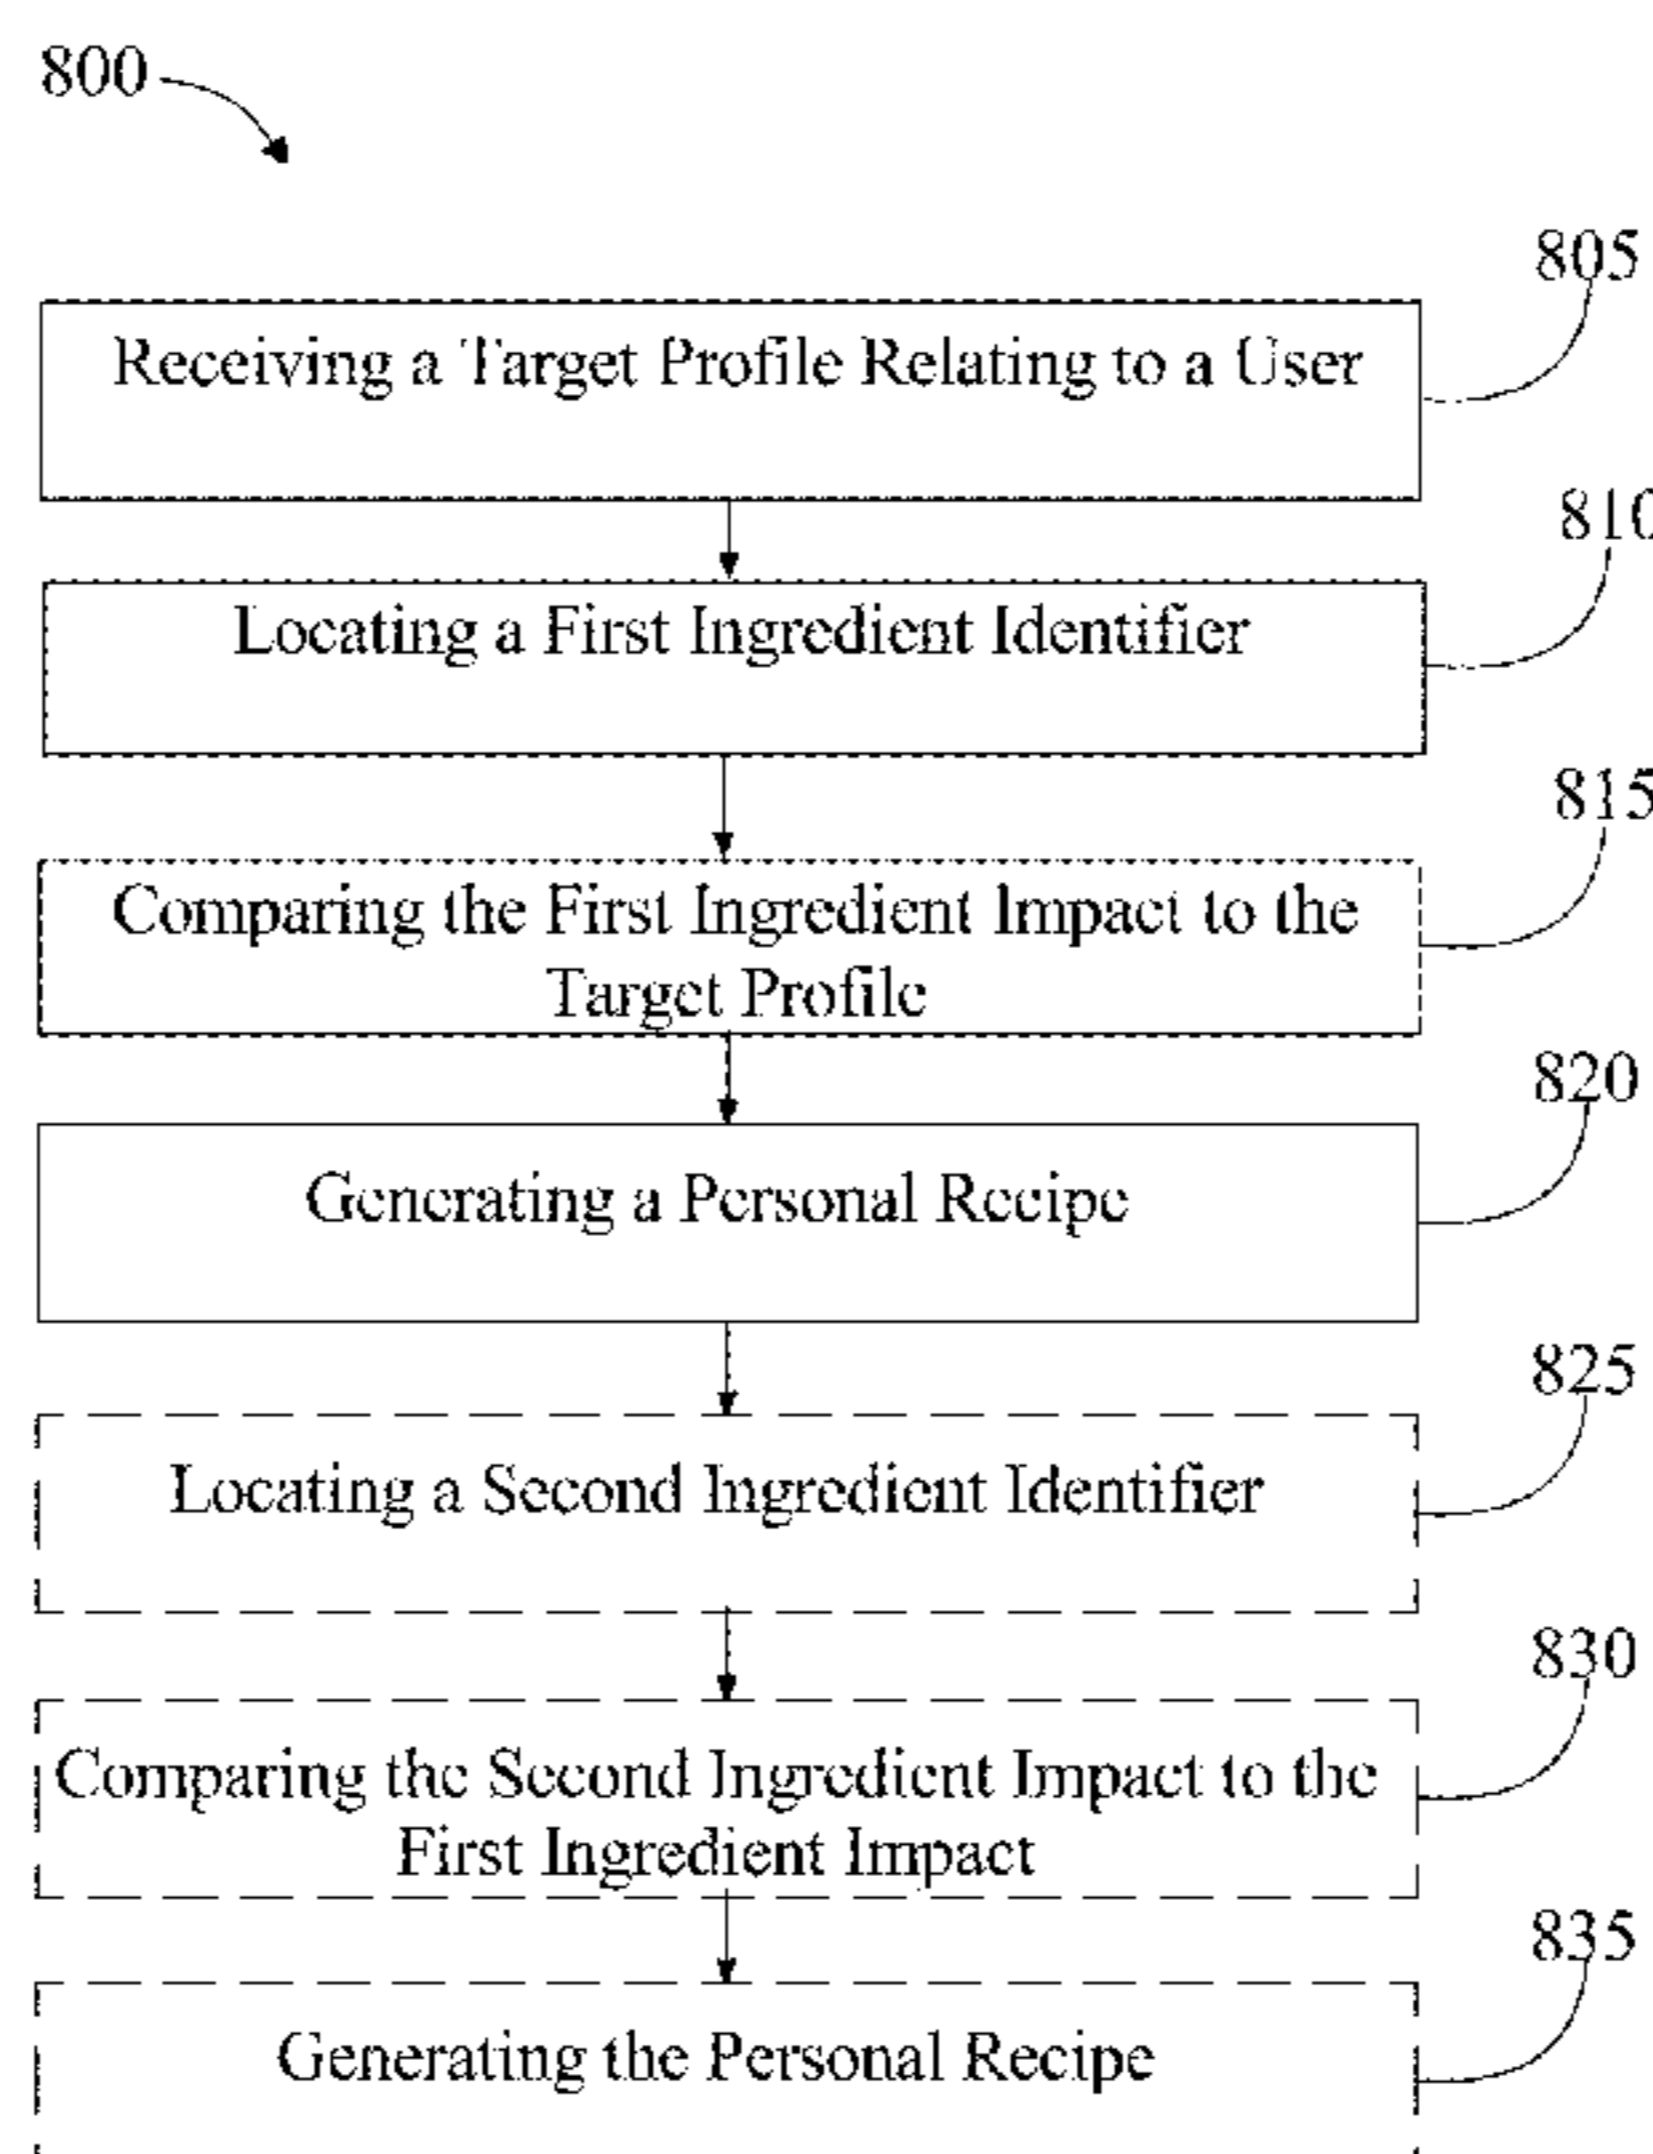 800
805
Receiving a Target Profile Relating to a User
810
Locating a First Ingredient Identifier
815
Comparing the First Ingredient Impact to the
Target Profile
820
Generating a Personal Recipe
825
Locating a Second Ingredient Identifier
830
Comparing the Second Ingredient Impact to the
First Ingredient Impact
835
Generating the Personal Recipe